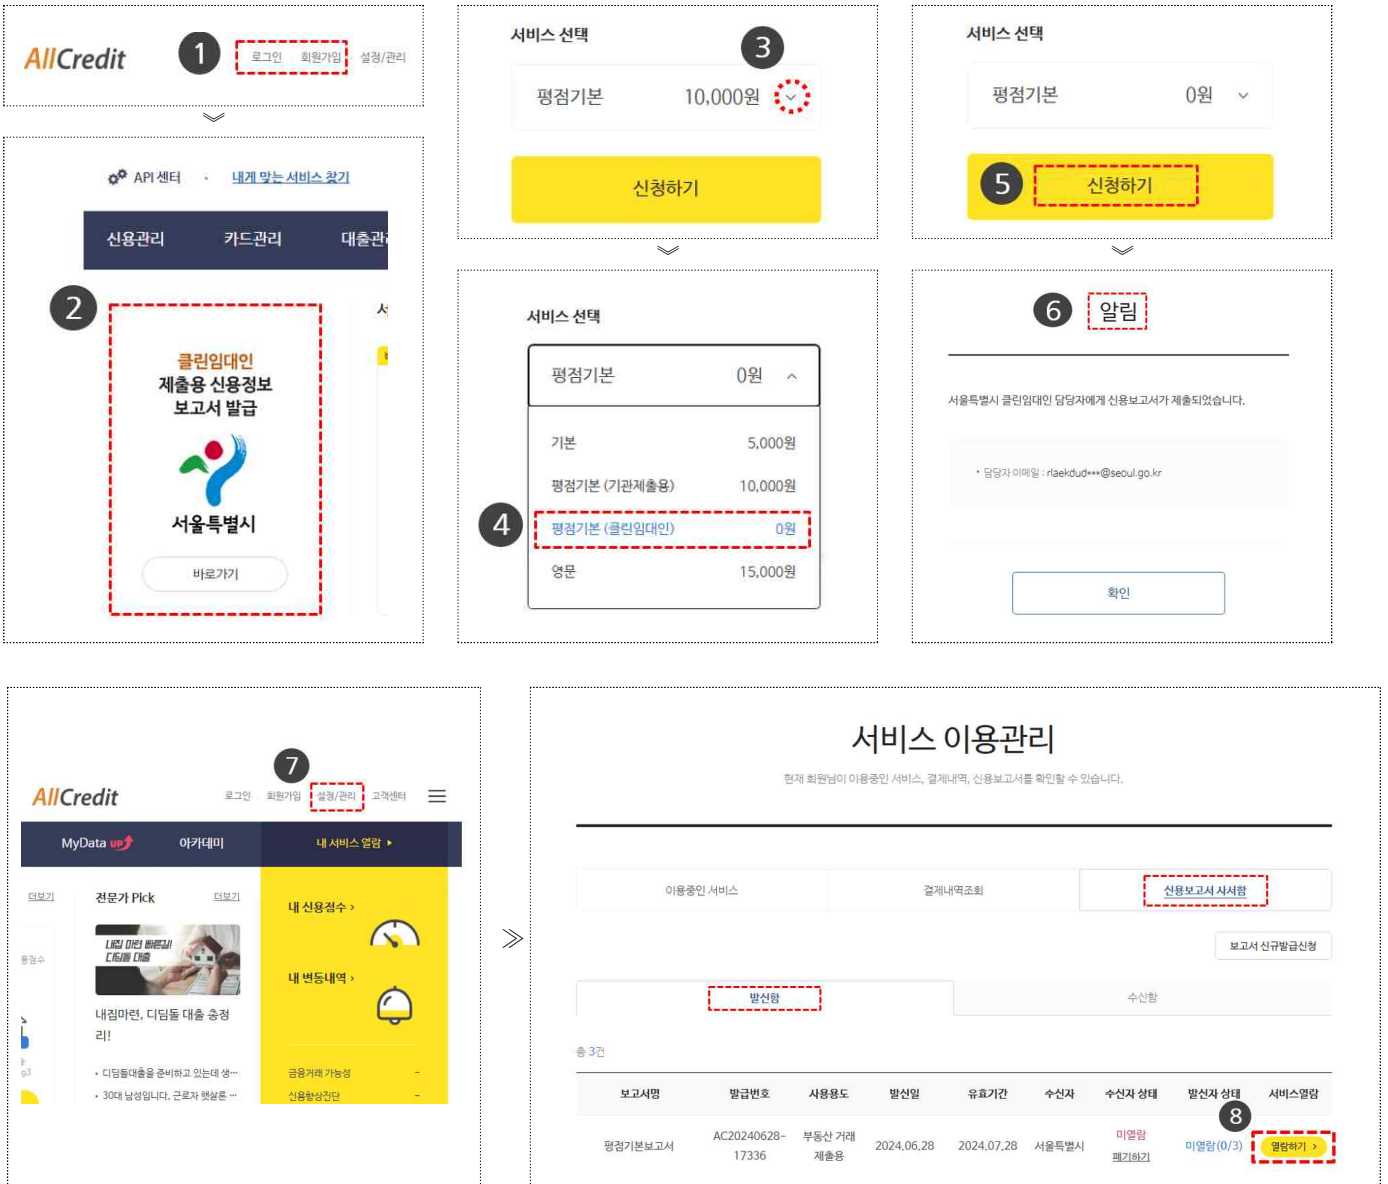 AllCredit
1
로그인 회원가입 설정/관리
API 센터 · 내게 맞는 서비스 찾기
신용관리 카드관리 대출관
2
클린임대인
제출용 신용정보
보고서 발급
서울특별시
바로가기
서비스 선택
3
평점기본 10,000원
신청하기
서비스 선택
평점기본 0원
기본 5,000원
평점기본 (기관제출용) 10,000원
4
평점기본 (클린임대인) 0원
영문 15,000원
서비스 선택
평점기본 0원
5
신청하기
6
알림
서울특별시 클린임대인 담당자에게 신용보고서가 제출되었습니다.
• 담당자 이메일 : rlaekdud***@seoul.go.kr
확인
7
AllCredit
로그인 회원가입 설정/관리 고객센터
MyData UP 아카데미 내 서비스 열람
더보기 전문가 Pick 더보기
내 신용점수 ›
내집 마련 빠른길!
디딤돌 대출
용점수
내 변동내역 ›
내집마련, 디딤돌 대출 총정
리!
• 디딤돌대출을 준비하고 있는데 생…
• 30대 남성입니다. 근로자 햇살론 …
금융거래 가능성 -
신용향상진단 -
서비스 이용관리
현재 회원님이 이용중인 서비스, 결제내역, 신용보고서를 확인할 수 있습니다.
이용중인 서비스 결제내역조회 신용보고서 사서함
보고서 신규발급신청
발신함 수신함
총 3건
보고서명 발급번호 사용용도 발신일 유효기간 수신자 수신자 상태 발신자 상태 서비스열람
8
평점기본보고서 AC20240628-17336 부동산 거래 제출용 2024.06.28 2024.07.28 서울특별시 미열람 폐기하기 미열람(0/3) 열람하기 ›